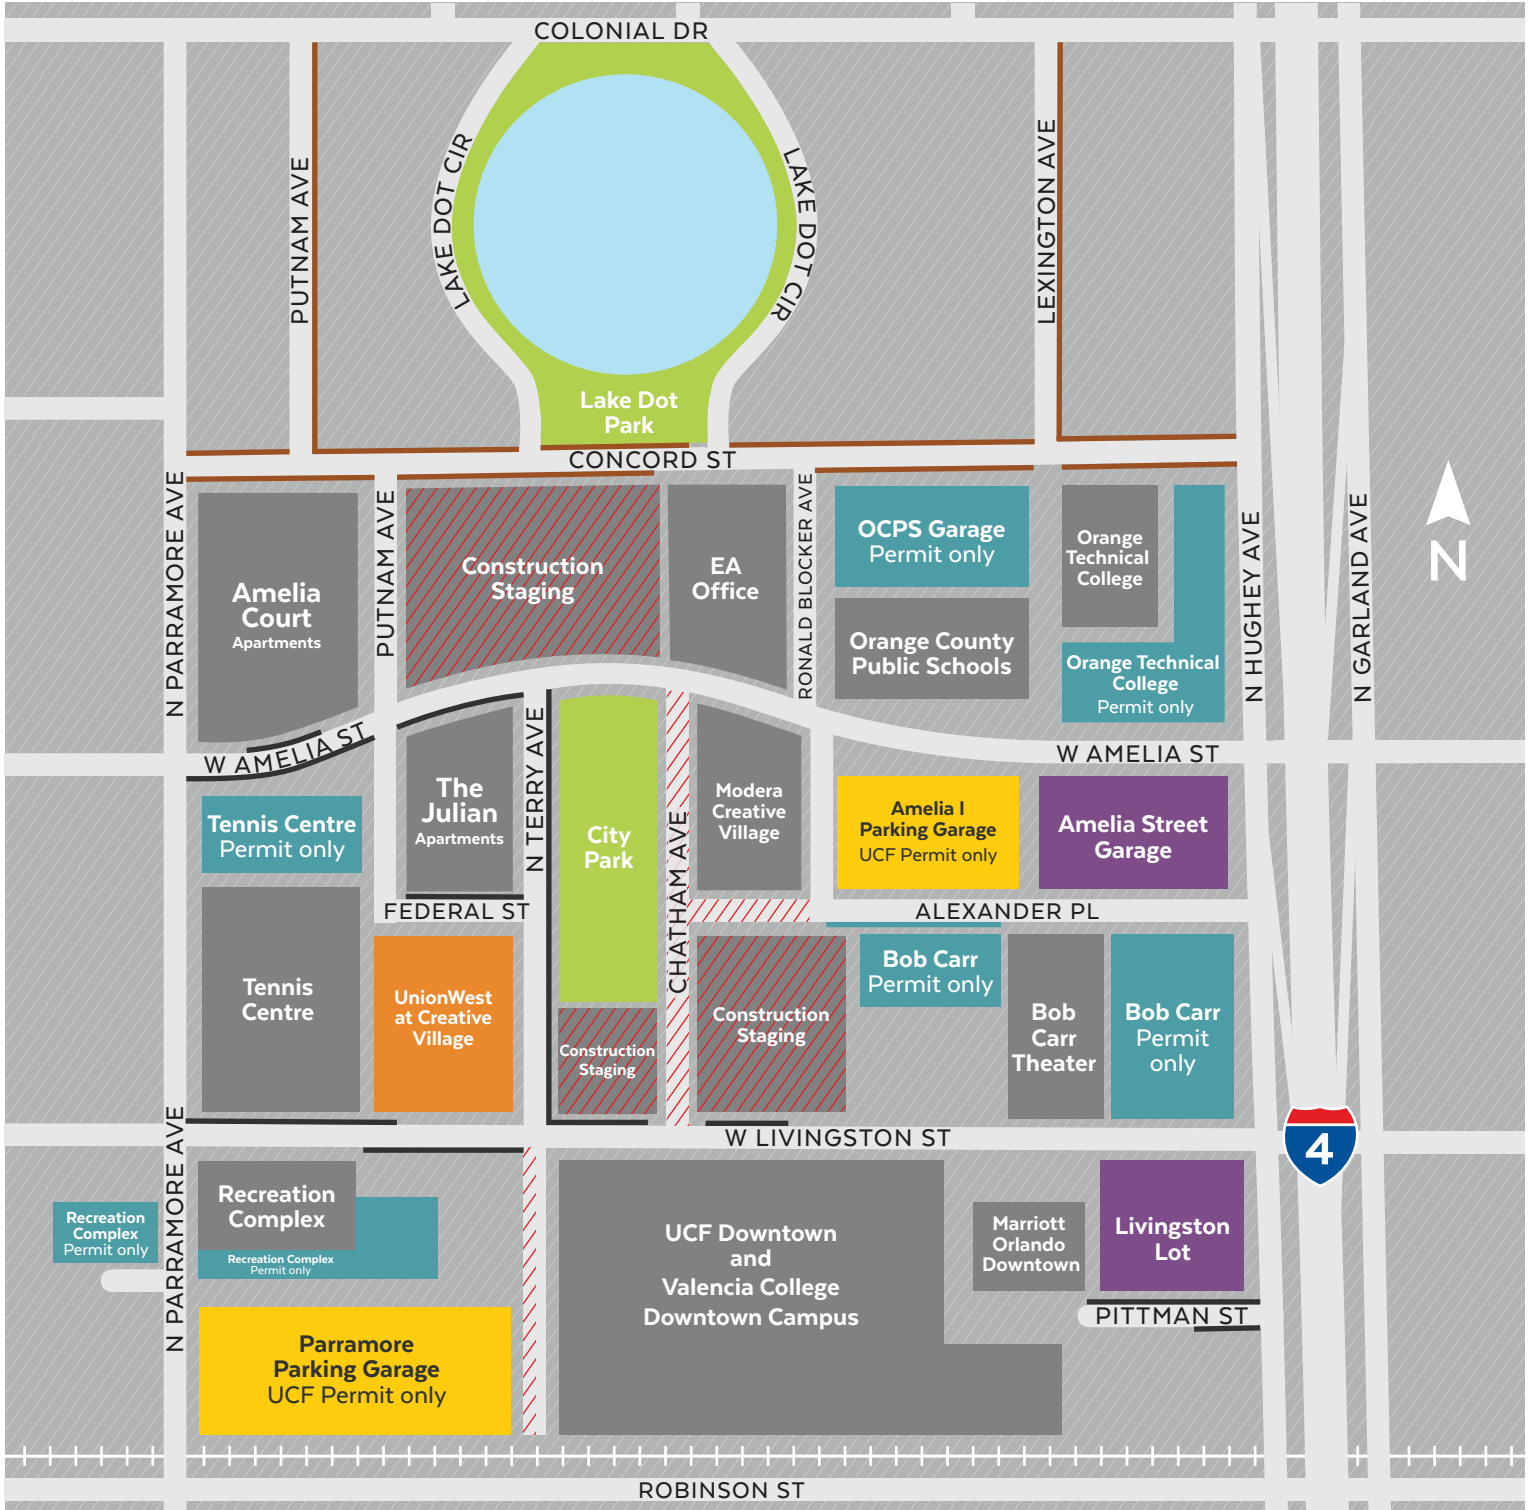 COLONIAL DR
PUTNAM AVE
LAKE DOT CIR
LAKE DOT CIR
LEXINGTON AVE
Lake Dot
Park
CONCORD ST
N PARRAMORE AVE
Amelia
Court
Apartments
PUTNAM AVE
Construction
Staging
EA
Office
RONALD BLOCKER AVE
OCPS Garage
Permit only
Orange County
Public Schools
Orange
Technical
College
Orange Technical
College
Permit only
N HUGHEY AVE
N GARLAND AVE
N
W AMELIA ST
W AMELIA ST
Tennis Centre
Permit only
The
Julian
Apartments
N TERRY AVE
City
Park
CHATHAM AVE
Modera
Creative
Village
Amelia I
Parking Garage
UCF Permit only
Amelia Street
Garage
FEDERAL ST
ALEXANDER PL
Tennis
Centre
UnionWest
at Creative
Village
Construction
Staging
Construction
Staging
Bob Carr
Permit only
Bob
Carr
Theater
Bob Carr
Permit
only
W LIVINGSTON ST
4
N PARRAMORE AVE
Recreation
Complex
Permit only
Recreation
Complex
Recreation Complex
Permit only
UCF Downtown
and
Valencia College
Downtown Campus
Marriott
Orlando
Downtown
Livingston
Lot
PITTMAN ST
Parramore
Parking Garage
UCF Permit only
ROBINSON ST